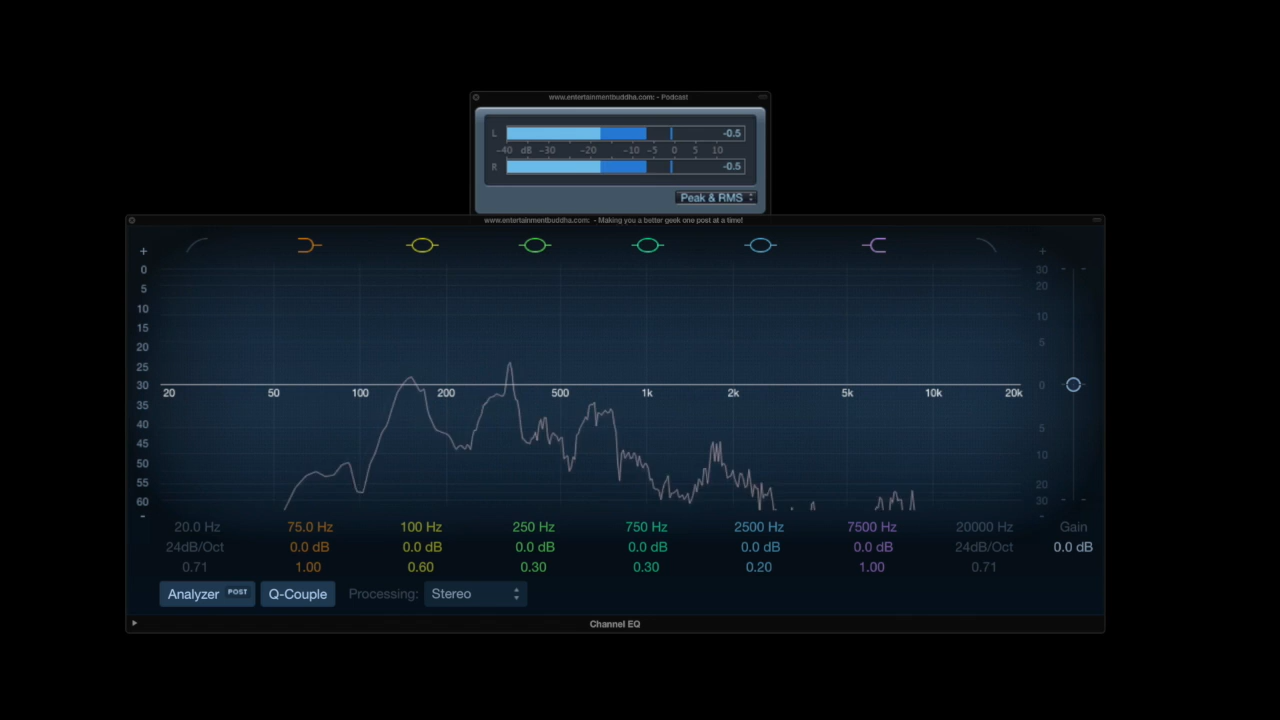 www.entertainmentbuddha.com: - Podcast
L -0.5
-40 dB -30 -20 -10 -5 0 5 10
R -0.5
Peak & RMS
www.entertainmentbuddha.com: - Making you a better geek one post at a time!
+ +
0 30
5 20
10 10
15
20 5
25
30 0
20 50 100 200 500 1k 2k 5k 10k 20k
35
40 5
45
50 10
55 20
60 30
- -
20.0 Hz 75.0 Hz 100 Hz 250 Hz 750 Hz 2500 Hz 7500 Hz 20000 Hz Gain
24dB/Oct 0.0 dB 0.0 dB 0.0 dB 0.0 dB 0.0 dB 0.0 dB 24dB/Oct 0.0 dB
0.71 1.00 0.60 0.30 0.30 0.20 1.00 0.71
Analyzer POST Q-Couple Processing: Stereo
Channel EQ